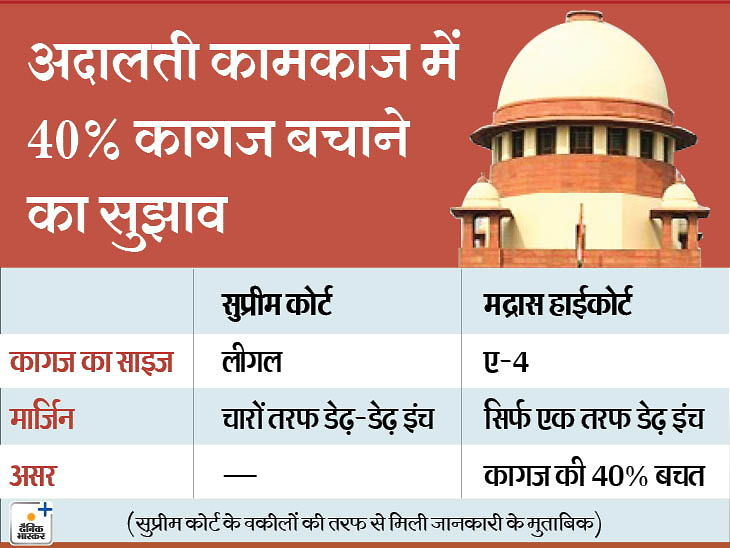 अदालती कामकाज में
40% कागज बचाने
का सुझाव
सुप्रीम कोर्ट मद्रास हाईकोर्ट
कागज का साइज लीगल ए-4
मार्जिन चारों तरफ डेढ़-डेढ़ इंच सिर्फ एक तरफ डेढ़ इंच
असर — कागज की 40% बचत
दैनिक
भास्कर
(सुप्रीम कोर्ट के वकीलों की तरफ से मिली जानकारी के मुताबिक)